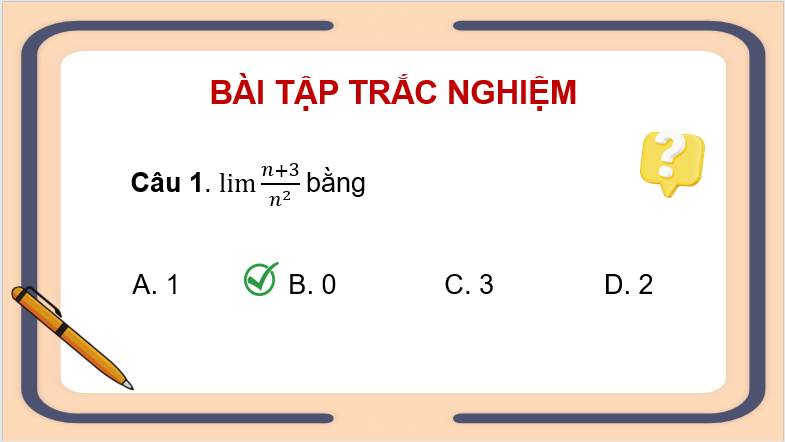 BÀI TẬP TRẮC NGHIỆM
?
Câu 1. lim (n+3)/n² bằng
A. 1 B. 0 C. 3 D. 2